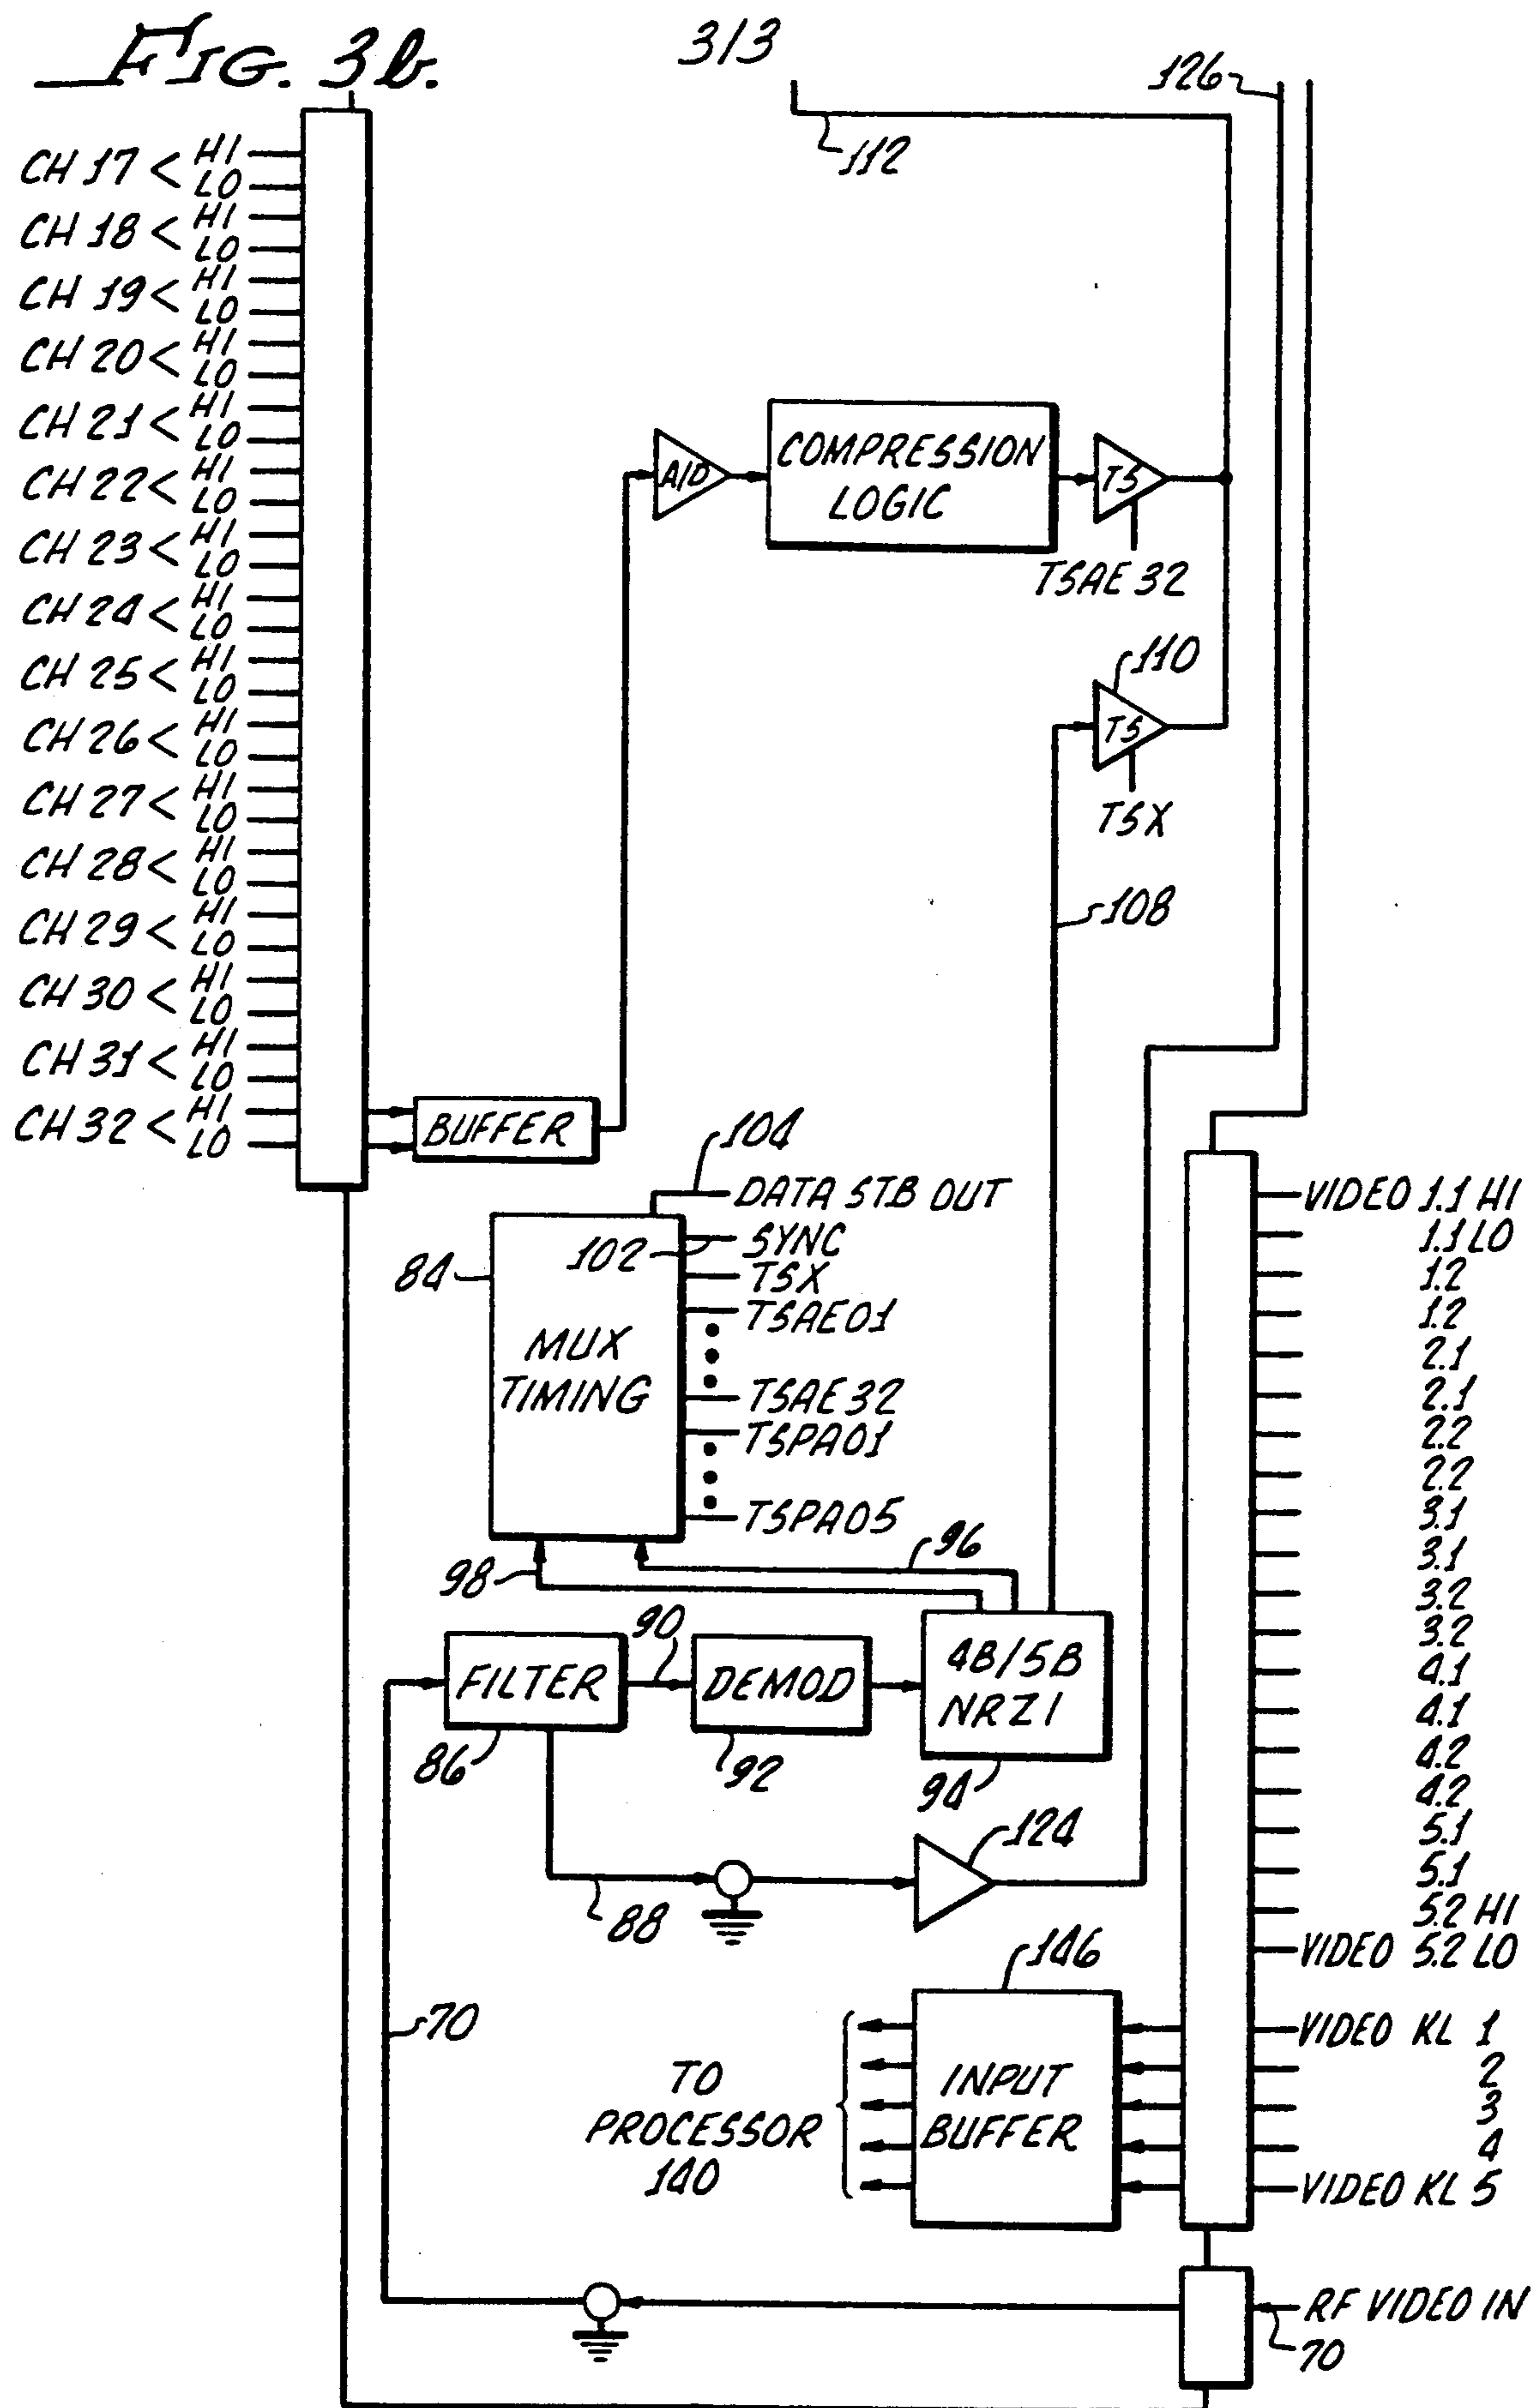 FIG. 3b.
3/3
126
112
CH 17 < HI
LO
CH 18 < HI
LO
CH 19 < HI
LO
CH 20 < HI
LO
CH 21 < HI
LO
CH 22 < HI
LO
CH 23 < HI
LO
CH 24 < HI
LO
CH 25 < HI
LO
CH 26 < HI
LO
CH 27 < HI
LO
CH 28 < HI
LO
CH 29 < HI
LO
CH 30 < HI
LO
CH 31 < HI
LO
CH 32 < HI
LO
A/D
COMPRESSION
LOGIC
TS
TSAE 32
110
TS
TSX
108
BUFFER
104
DATA STB OUT
102
SYNC
TSX
TSAE01
TSAE 32
TSPA01
TSPA05
84
MUX
TIMING
98
96
FILTER
86
90
DEMOD
92
4B/5B
NRZI
94
88
124
VIDEO 1.1 HI
1.1 LO
1.2
1.2
2.1
2.1
2.2
2.2
3.1
3.1
3.2
3.2
4.1
4.1
4.2
4.2
5.1
5.1
5.2 HI
VIDEO 5.2 LO
146
INPUT
BUFFER
TO
PROCESSOR
140
VIDEO KL 1
2
3
4
VIDEO KL 5
70
RF VIDEO IN
70